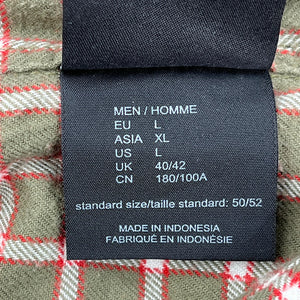 MEN / HOMME
EU L
ASIA XL
US L
UK 40/42
CN 180/100A
standard size/taille standard: 50/52
MADE IN INDONESIA
FABRIQUÉ EN INDONÉSIE